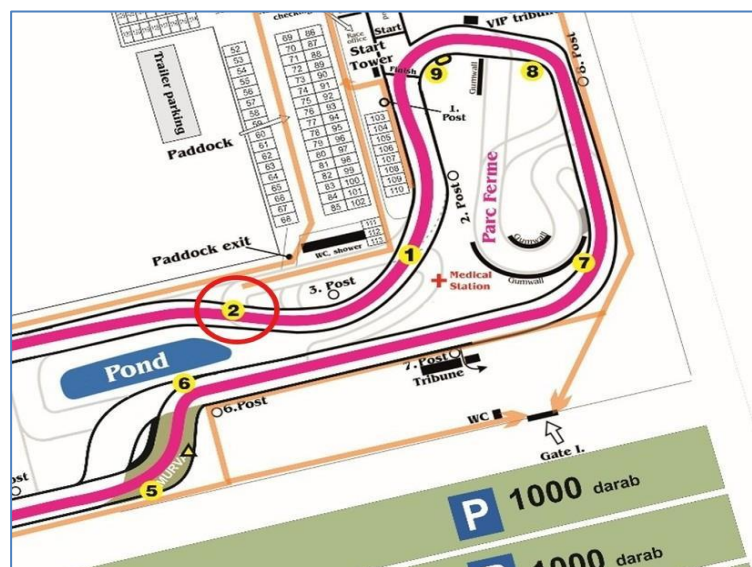 VIP tribune
checking
Race
office
Start
Start
Tower
Finish
9
8
Gumwall
1.
Post
2. Post
Parc Ferme
Trailer parking
Paddock
52
53
54
55
56
57
58
59
60
61
62
63
64
65
66
67
68
69 86
70 87
71 88
72 89
73 90
74 91
75 92
76 93
77 94
78 95
79 96
80 97
81 98
82 99
83 100
84 101
85 102
103
104
105
106
107
108
109
110
111
112
113
WC, shower
Paddock exit
1
2
3. Post
Medical
Station
Gumwall
Gumwall
7
Pond
6
6.Post
7. Post
Tribune
WC
Gate I.
MURVA
5
P 1000 darab
P 1000 darab